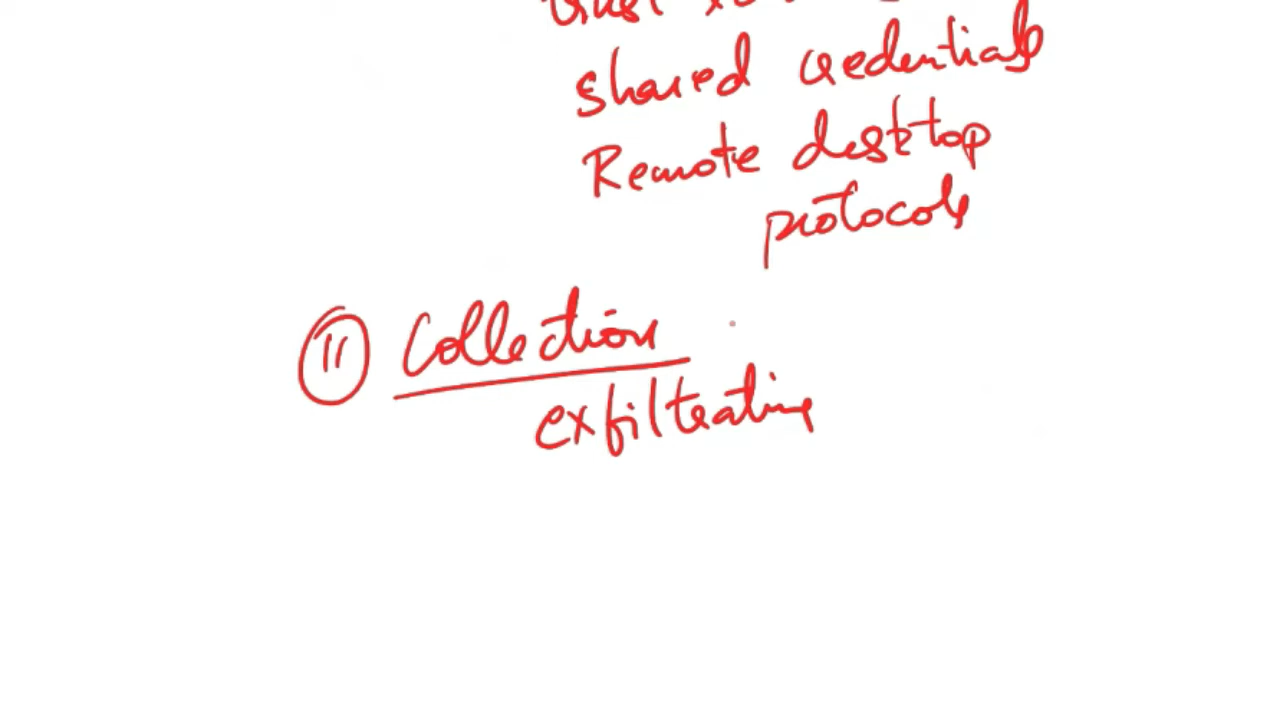 shared credentials
Remote desktop
protocols
11 Collection
exfiltrating